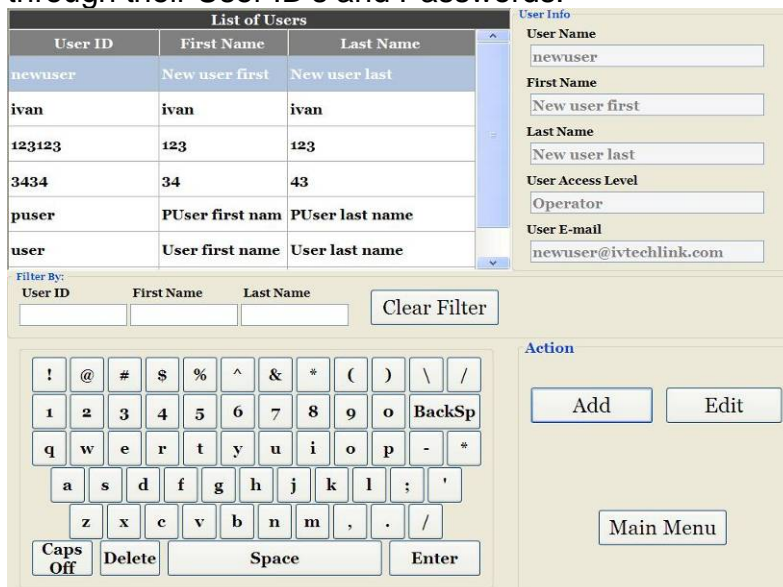 through their User ID's and Passwords.
List of Users
User ID First Name Last Name
newuser New user first New user last
ivan ivan ivan
123123 123 123
3434 34 43
puser PUser first nam PUser last name
user User first name User last name
User Info
User Name
newuser
First Name
New user first
Last Name
New user last
User Access Level
Operator
User E-mail
newuser@ivtechlink.com
Filter By:
User ID First Name Last Name
Clear Filter
! @ # $ % ^ & * ( ) \ /
1 2 3 4 5 6 7 8 9 0 BackSp
q w e r t y u i o p - *
a s d f g h j k l ; '
z x c v b n m , . /
Caps Off Delete Space Enter
Action
Add Edit
Main Menu